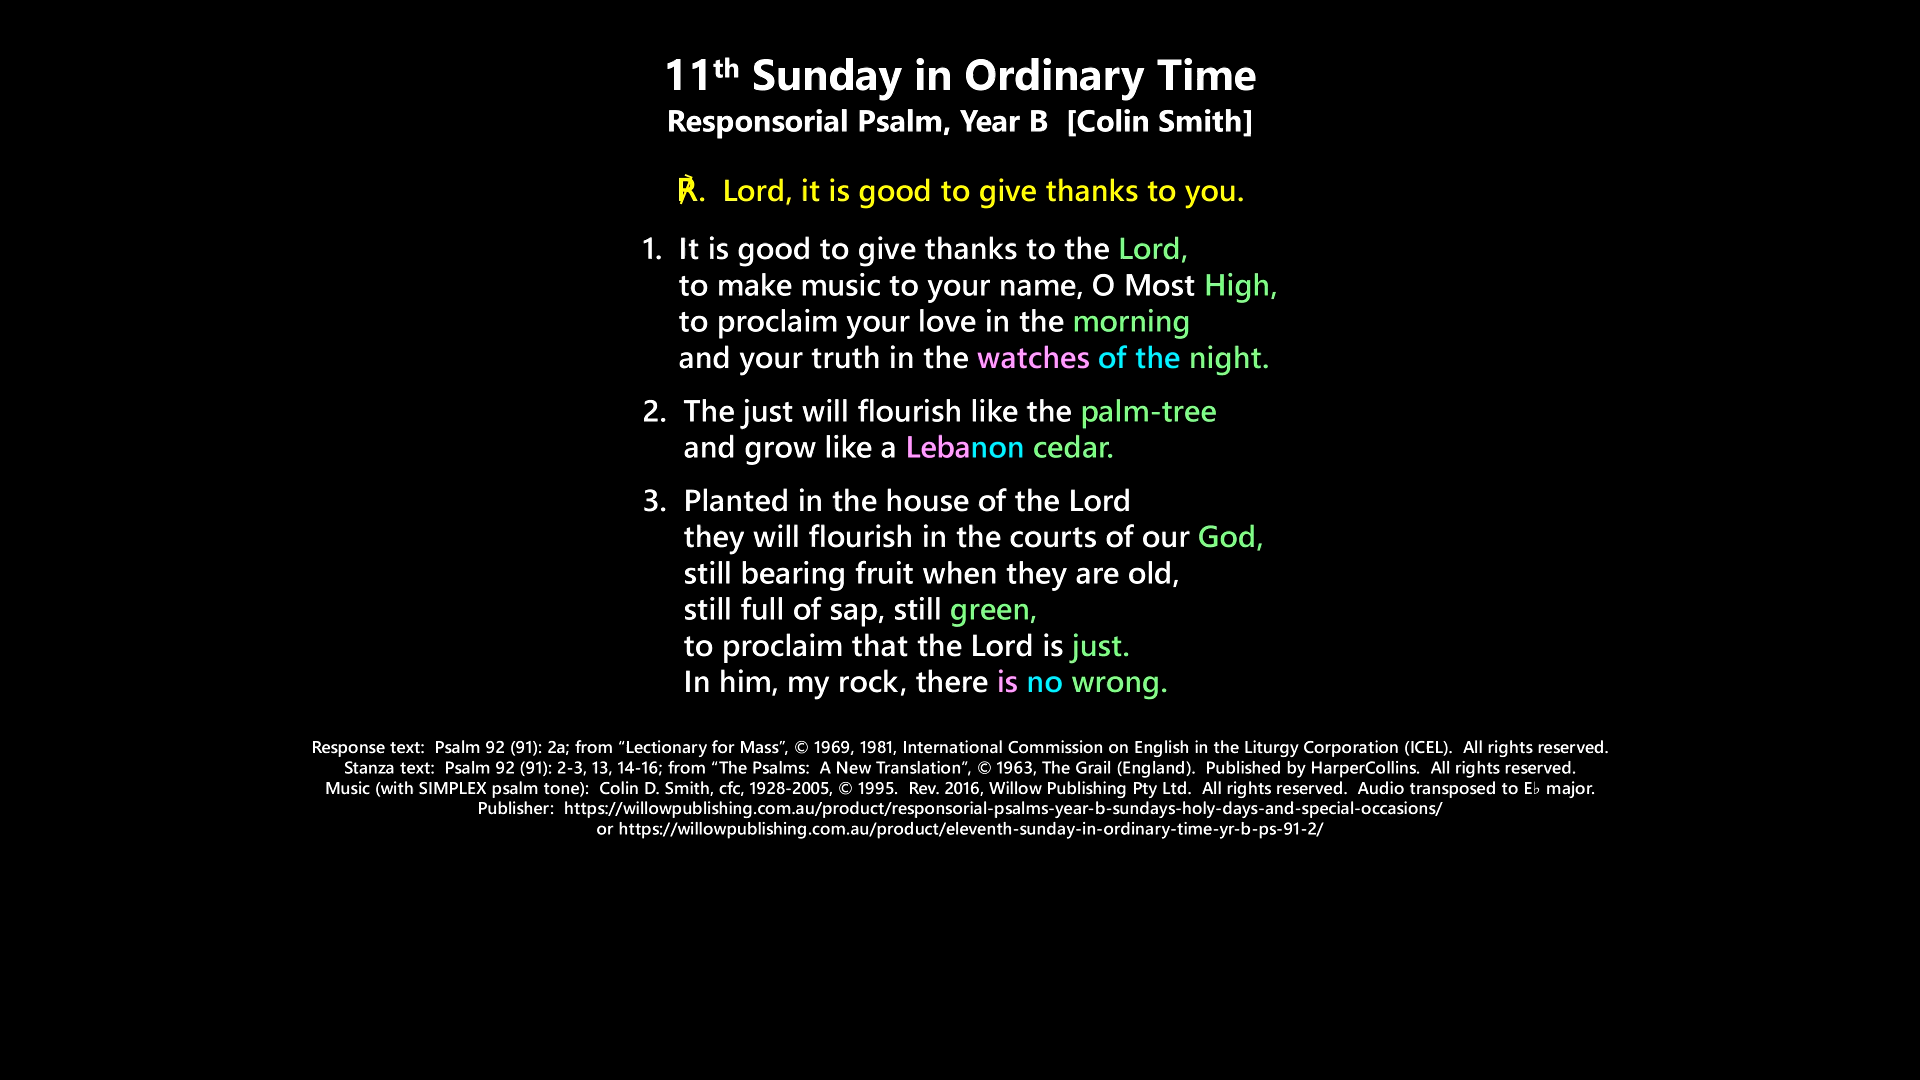 11th Sunday in Ordinary Time
Responsorial Psalm, Year B  [Colin Smith]
℟.  Lord, it is good to give thanks to you.
1.  It is good to give thanks to the Lord,
to make music to your name, O Most High,
to proclaim your love in the morning
and your truth in the watches of the night.
2.  The just will flourish like the palm-tree
and grow like a Lebanon cedar.
3.  Planted in the house of the Lord
they will flourish in the courts of our God,
still bearing fruit when they are old,
still full of sap, still green,
to proclaim that the Lord is just.
In him, my rock, there is no wrong.
Response text:  Psalm 92 (91): 2a; from “Lectionary for Mass”, © 1969, 1981, International Commission on English in the Liturgy Corporation (ICEL).  All rights reserved.
Stanza text:  Psalm 92 (91): 2-3, 13, 14-16; from “The Psalms:  A New Translation”, © 1963, The Grail (England).  Published by HarperCollins.  All rights reserved.
Music (with SIMPLEX psalm tone):  Colin D. Smith, cfc, 1928-2005, © 1995.  Rev. 2016, Willow Publishing Pty Ltd.  All rights reserved.  Audio transposed to E♭ major.
Publisher:  https://willowpublishing.com.au/product/responsorial-psalms-year-b-sundays-holy-days-and-special-occasions/
or https://willowpublishing.com.au/product/eleventh-sunday-in-ordinary-time-yr-b-ps-91-2/